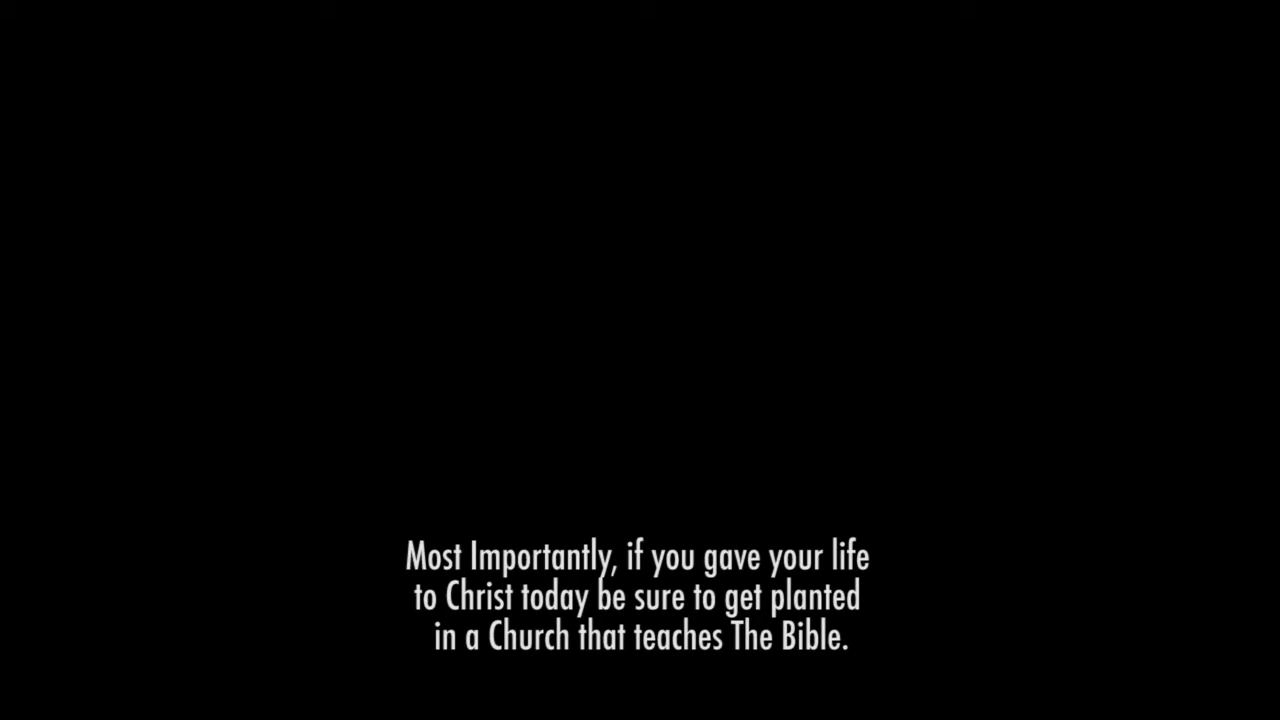 Most Importantly, if you gave your life
to Christ today be sure to get planted
in a Church that teaches The Bible.